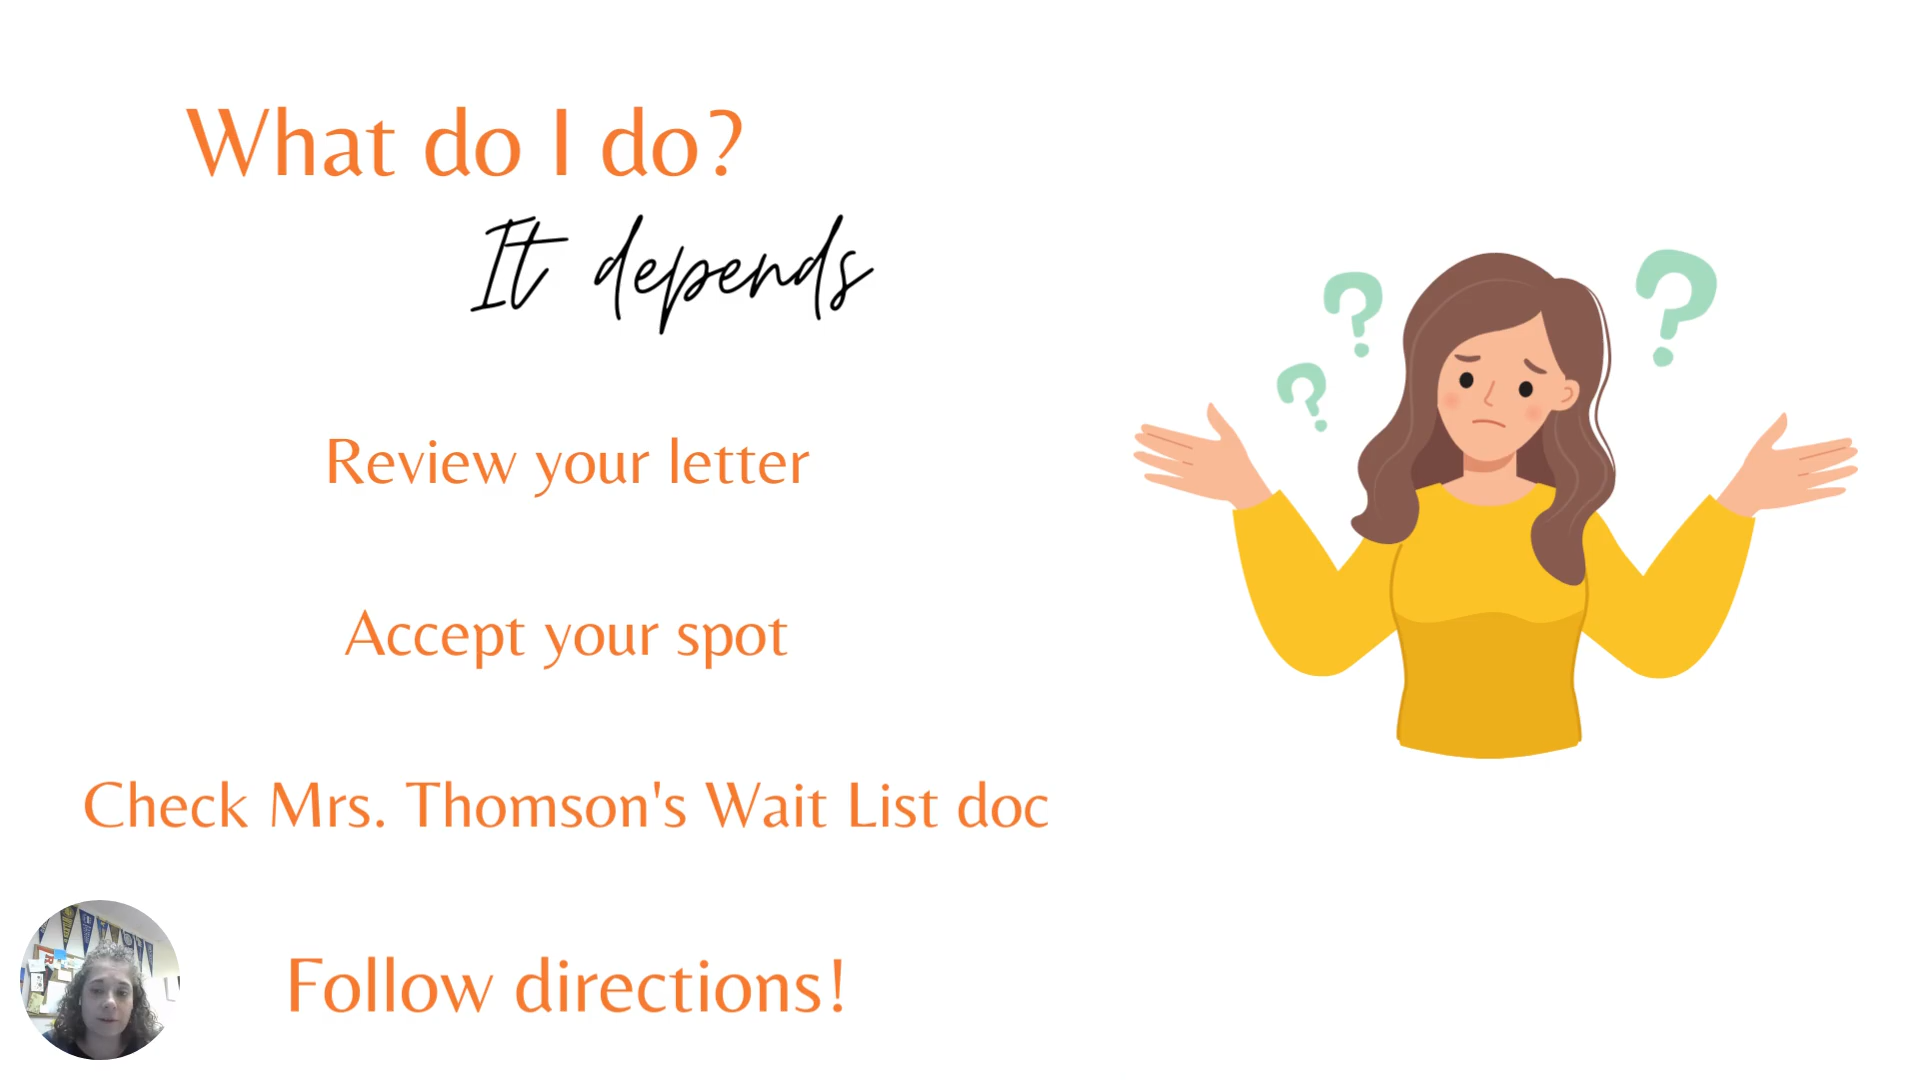 What do I do?
It depends
Review your letter
Accept your spot
Check Mrs. Thomson's Wait List doc
Follow directions!